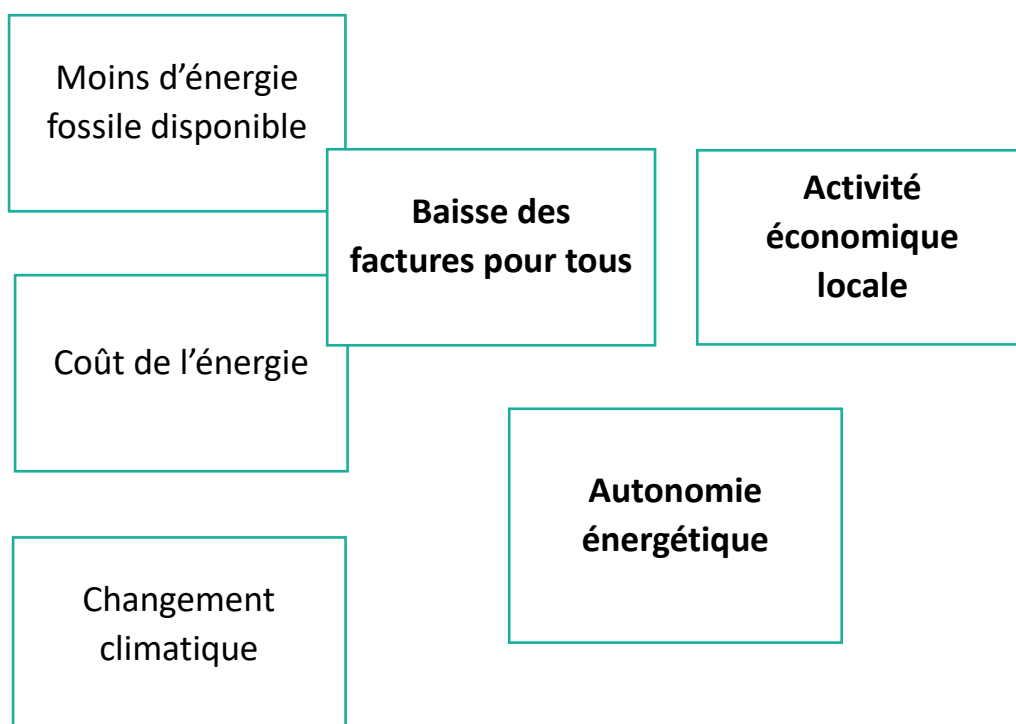 Moins d’énergie
fossile disponible
Baisse des
factures pour tous
Activité
économique
locale
Coût de l’énergie
Autonomie
énergétique
Changement
climatique